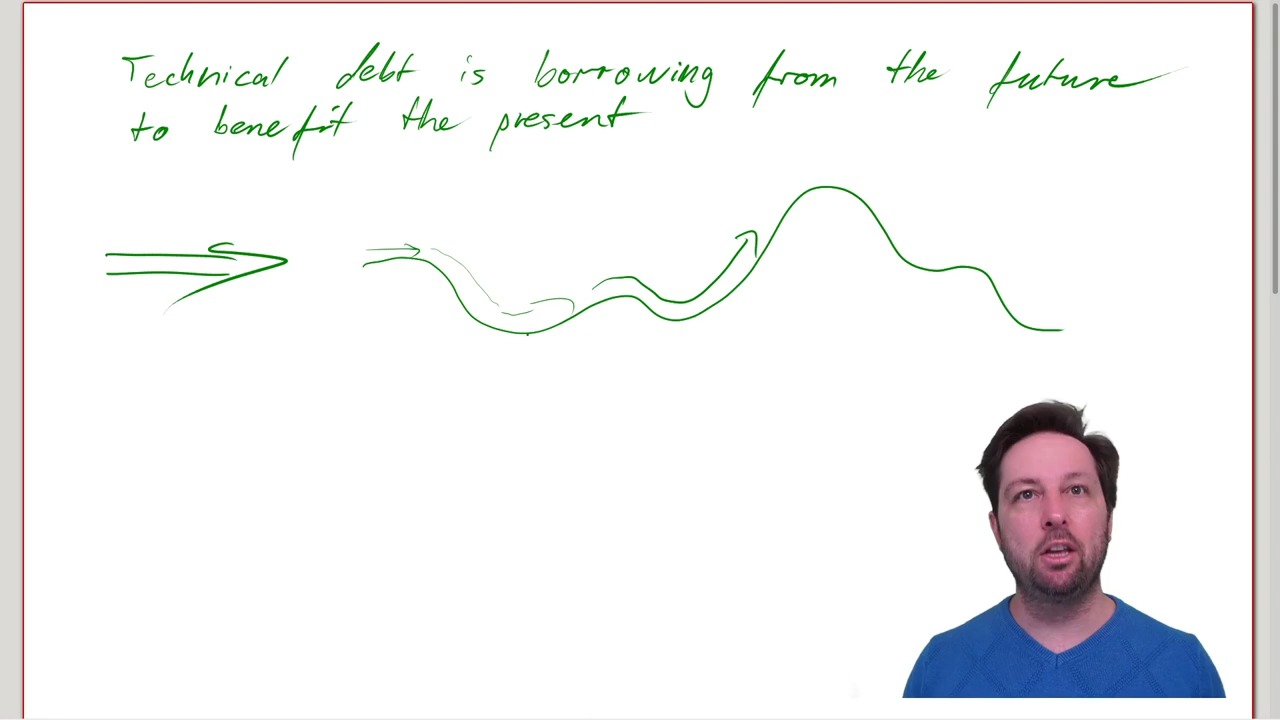 Technical debt is borrowing from the future
to benefit the present